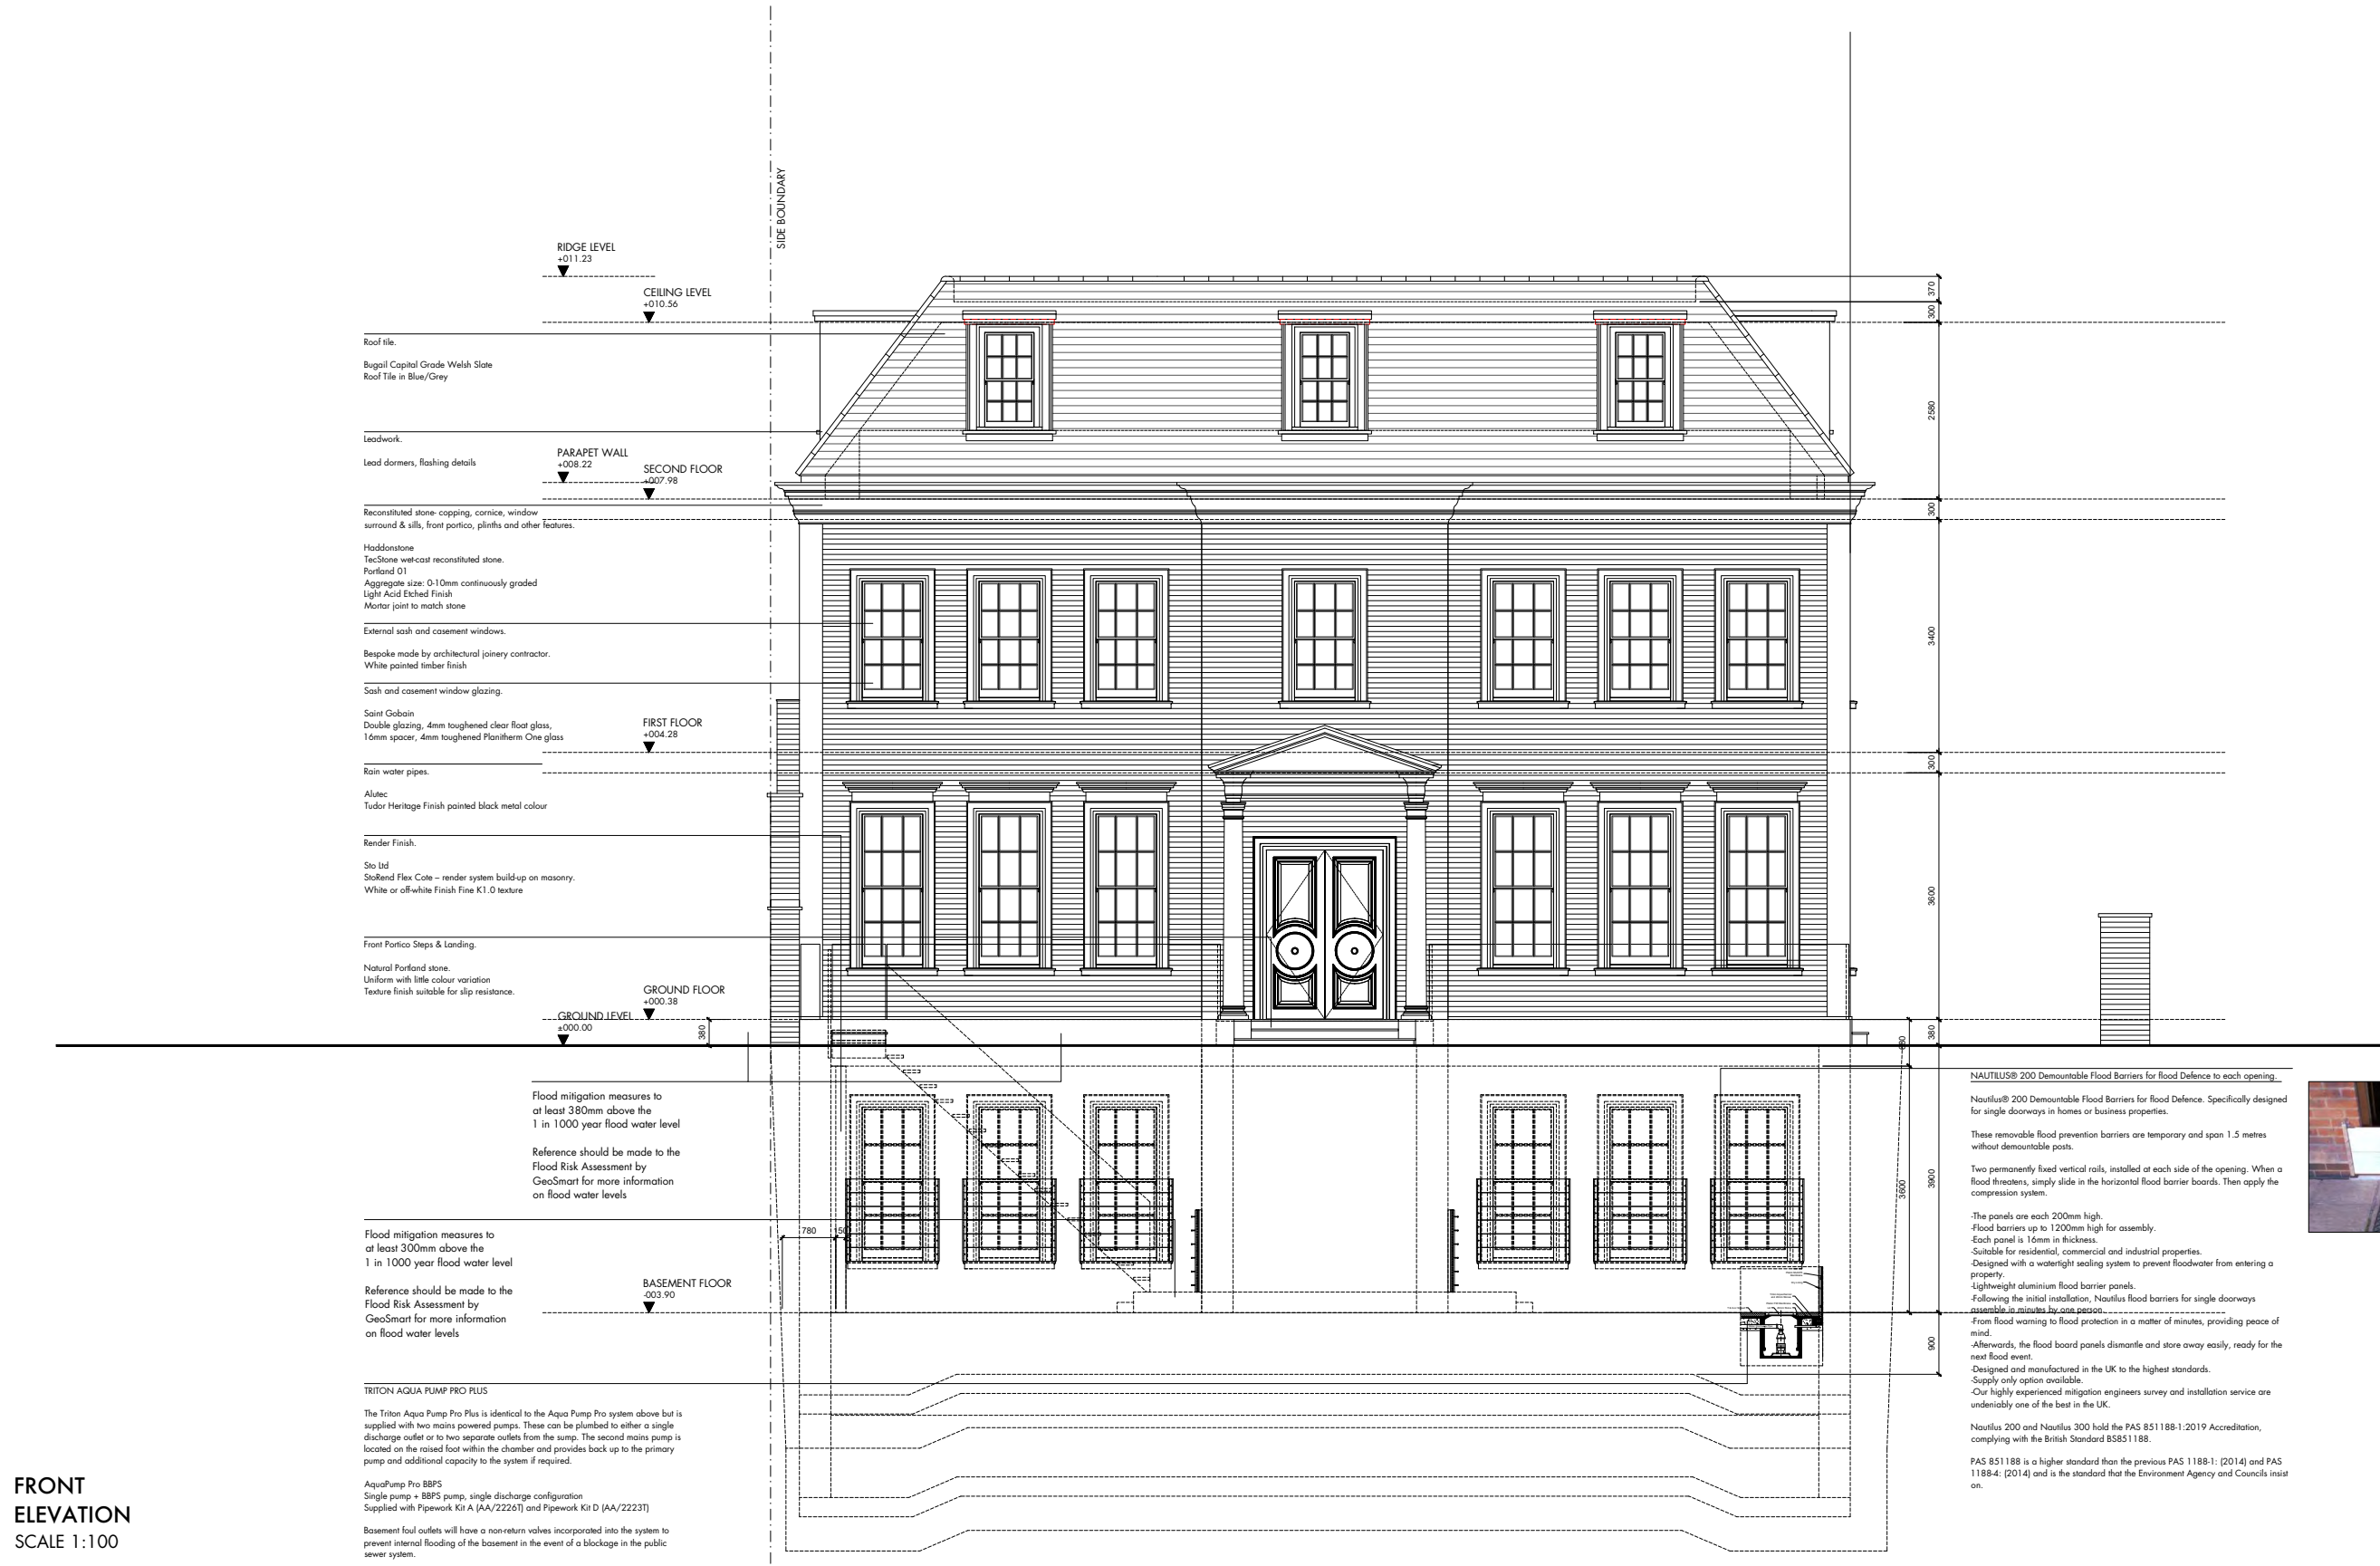 SIDE BOUNDARY
RIDGE LEVEL
+011.23
CEILING LEVEL
+010.56
Roof tile.
Bugail Capital Grade Welsh Slate
Roof Tile in Blue/Grey
Leadwork.
Lead dormers, flashing details
PARAPET WALL
+008.22
SECOND FLOOR
+007.98
Reconstituted stone- copping, cornice, window
surround & sills, front portico, plinths and other features.
Haddonstone
TecStone wet-cast reconstituted stone.
Portland 01
Aggregate size: 0-10mm continuously graded
Light Acid Etched Finish
Mortar joint to match stone
External sash and casement windows.
Bespoke made by architectural joinery contractor.
White painted timber finish
Sash and casement window glazing.
Saint Gobain
Double glazing, 4mm toughened clear float glass,
16mm spacer, 4mm toughened Planitherm One glass
FIRST FLOOR
+004.28
Rain water pipes.
Alutec
Tudor Heritage Finish painted black metal colour
Render Finish.
Sto Ltd
StoRend Flex Cote – render system build-up on masonry.
White or off-white Finish Fine K1.0 texture
Front Portico Steps & Landing.
Natural Portland stone.
Uniform with little colour variation
Texture finish suitable for slip resistance.
GROUND FLOOR
+000.38
GROUND LEVEL
±000.00
380
Flood mitigation measures to
at least 380mm above the
1 in 1000 year flood water level
Reference should be made to the
Flood Risk Assessment by
GeoSmart for more information
on flood water levels
Flood mitigation measures to
at least 300mm above the
1 in 1000 year flood water level
Reference should be made to the
Flood Risk Assessment by
GeoSmart for more information
on flood water levels
BASEMENT FLOOR
-003.90
780
TRITON AQUA PUMP PRO PLUS
The Triton Aqua Pump Pro Plus is identical to the Aqua Pump Pro system above but is
supplied with two mains powered pumps. These can be plumbed to either a single
discharge outlet or to two separate outlets from the sump. The second mains pump is
located on the raised foot within the chamber and provides back up to the primary
pump and additional capacity to the system if required.
AquaPump Pro BBPS
Single pump + BBPS pump, single discharge configuration
Supplied with Pipework Kit A (AA/2226T) and Pipework Kit D (AA/2223T)
Basement foul outlets will have a non-return valves incorporated into the system to
prevent internal flooding of the basement in the event of a blockage in the public
sewer system.
FRONT
ELEVATION
SCALE 1:100
370
300
2580
300
3400
300
3600
380
3600
3900
900
NAUTILUS® 200 Demountable Flood Barriers for flood Defence to each opening.
Nautilus® 200 Demountable Flood Barriers for flood Defence. Specifically designed
for single doorways in homes or business properties.
These removable flood prevention barriers are temporary and span 1.5 metres
without demountable posts.
Two permanently fixed vertical rails, installed at each side of the opening. When a
flood threatens, simply slide in the horizontal flood barrier boards. Then apply the
compression system.
-The panels are each 200mm high.
-Flood barriers up to 1200mm high for assembly.
-Each panel is 16mm in thickness.
-Suitable for residential, commercial and industrial properties.
-Designed with a watertight sealing system to prevent floodwater from entering a
property.
-Lightweight aluminium flood barrier panels.
-Following the initial installation, Nautilus flood barriers for single doorways
assemble in minutes by one person.
-From flood warning to flood protection in a matter of minutes, providing peace of
mind.
-Afterwards, the flood board panels dismantle and store away easily, ready for the
next flood event.
-Designed and manufactured in the UK to the highest standards.
-Supply only option available.
-Our highly experienced mitigation engineers survey and installation service are
undeniably one of the best in the UK.
Nautilus 200 and Nautilus 300 hold the PAS 851188-1:2019 Accreditation,
complying with the British Standard BS851188.
PAS 851188 is a higher standard than the previous PAS 1188-1: (2014) and PAS
1188-4: (2014) and is the standard that the Environment Agency and Councils insist
on.